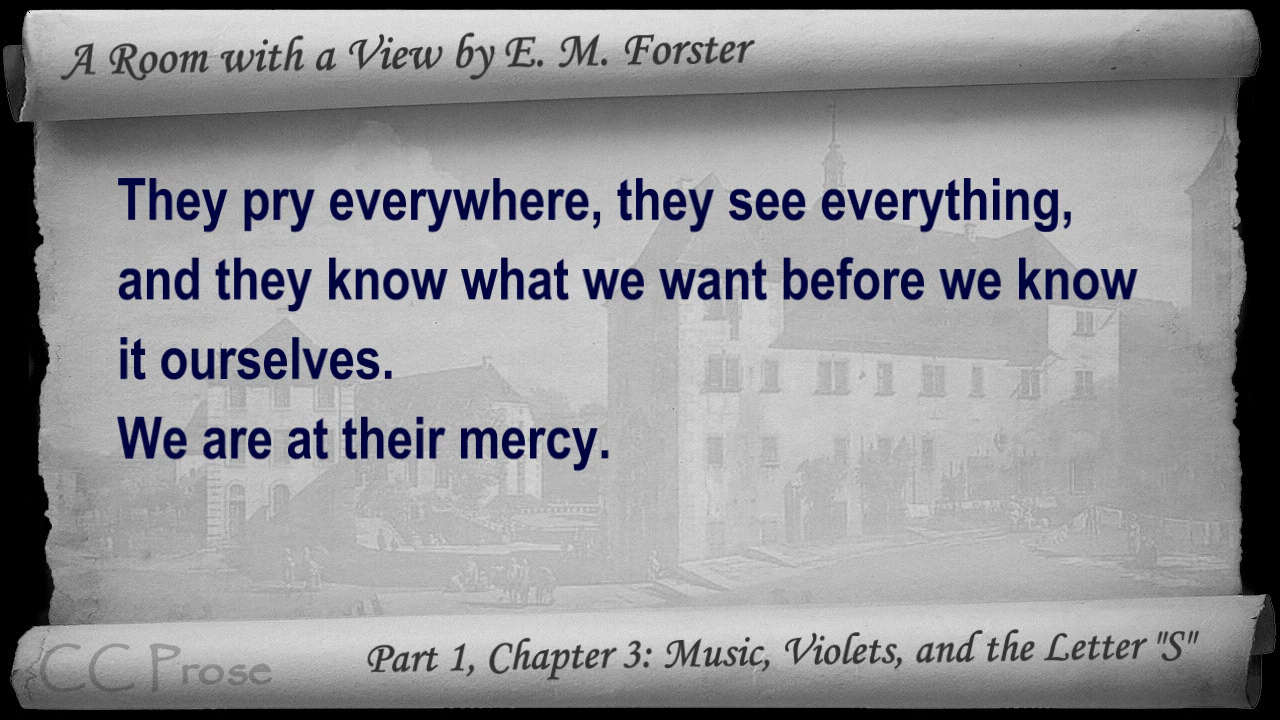 A Room with a View by E. M. Forster
They pry everywhere, they see everything,
and they know what we want before we know
it ourselves.
We are at their mercy.
CC Prose
Part 1, Chapter 3: Music, Violets, and the Letter "S"